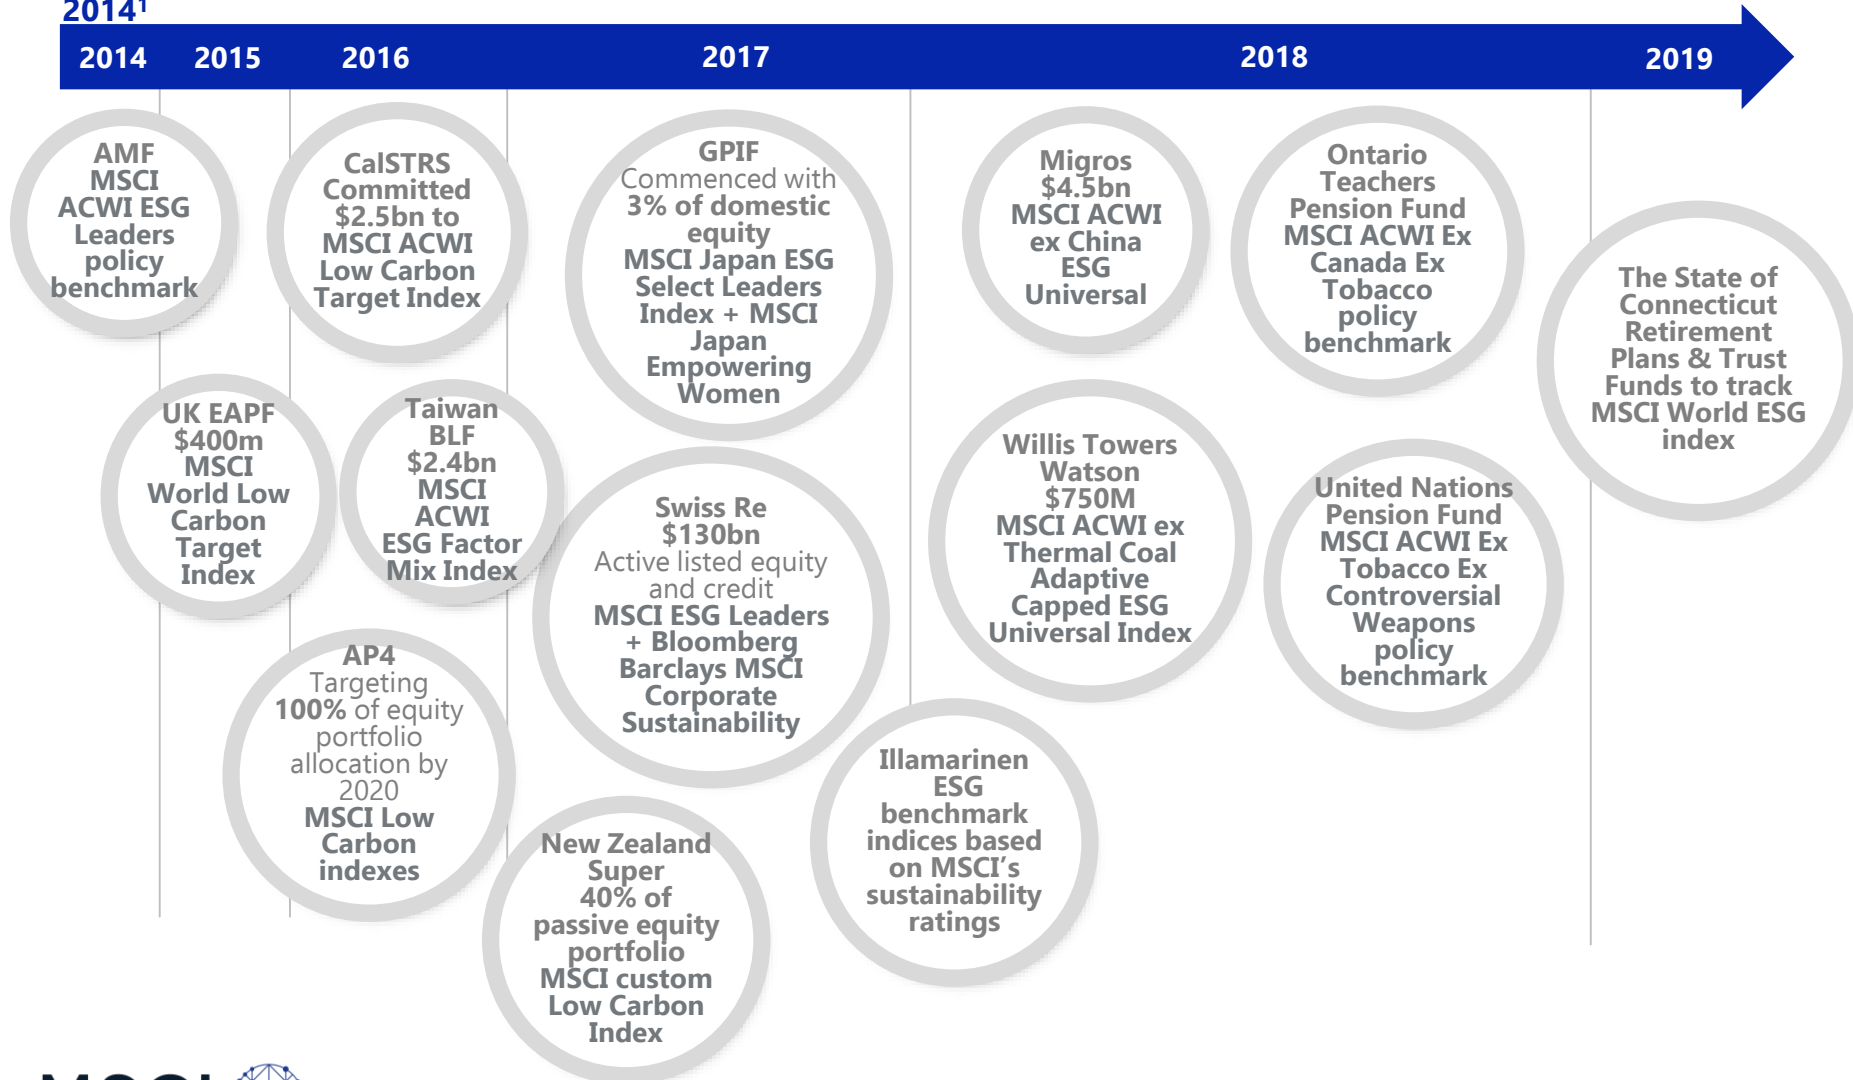 2014¹
2014
2015
2016
2017
2018
2019
AMF
MSCI
ACWI ESG
Leaders
policy
benchmark
UK EAPF
$400m
MSCI
World Low
Carbon
Target
Index
CalSTRS
Committed
$2.5bn to
MSCI ACWI
Low Carbon
Target Index
Taiwan
BLF
$2.4bn
MSCI
ACWI
ESG Factor
Mix Index
AP4
Targeting
100% of equity
portfolio
allocation by
2020
MSCI Low
Carbon
indexes
GPIF
Commenced with
3% of domestic
equity
MSCI Japan ESG
Select Leaders
Index + MSCI
Japan
Empowering
Women
Swiss Re
$130bn
Active listed equity
and credit
MSCI ESG Leaders
+ Bloomberg
Barclays MSCI
Corporate
Sustainability
New Zealand
Super
40% of
passive equity
portfolio
MSCI custom
Low Carbon
Index
Migros
$4.5bn
MSCI ACWI
ex China
ESG
Universal
Willis Towers
Watson
$750M
MSCI ACWI ex
Thermal Coal
Adaptive
Capped ESG
Universal Index
Illamarinen
ESG
benchmark
indices based
on MSCI's
sustainability
ratings
Ontario
Teachers
Pension Fund
MSCI ACWI Ex
Canada Ex
Tobacco
policy
benchmark
United Nations
Pension Fund
MSCI ACWI Ex
Tobacco Ex
Controversial
Weapons
policy
benchmark
The State of
Connecticut
Retirement
Plans & Trust
Funds to track
MSCI World ESG
index
MSCI